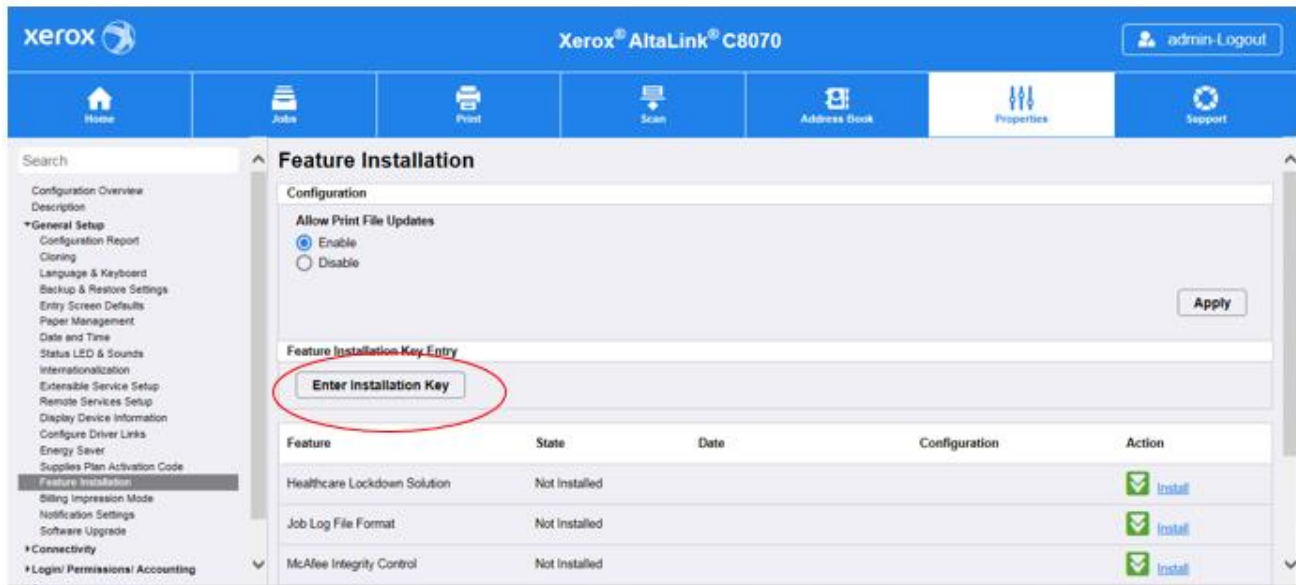 xerox
Xerox® AltaLink® C8070
admin-Logout
Home
Jobs
Print
Scan
Address Book
Properties
Support
Search
Configuration Overview
Description
General Setup
Configuration Report
Cloning
Language & Keyboard
Backup & Restore Settings
Entry Screen Defaults
Paper Management
Date and Time
Status LED & Sounds
Internationalization
Extensible Service Setup
Remote Services Setup
Display Device Information
Configure Driver Links
Energy Saver
Supplies Plan Activation Code
Feature Installation
Billing Impression Mode
Notification Settings
Software Upgrade
Connectivity
Login/ Permissions/ Accounting
Feature Installation
Configuration
Allow Print File Updates
Enable
Disable
Apply
Feature Installation Key Entry
Enter Installation Key
Feature State Date Configuration Action
Healthcare Lockdown Solution Not Installed Install
Job Log File Format Not Installed Install
McAfee Integrity Control Not Installed Install